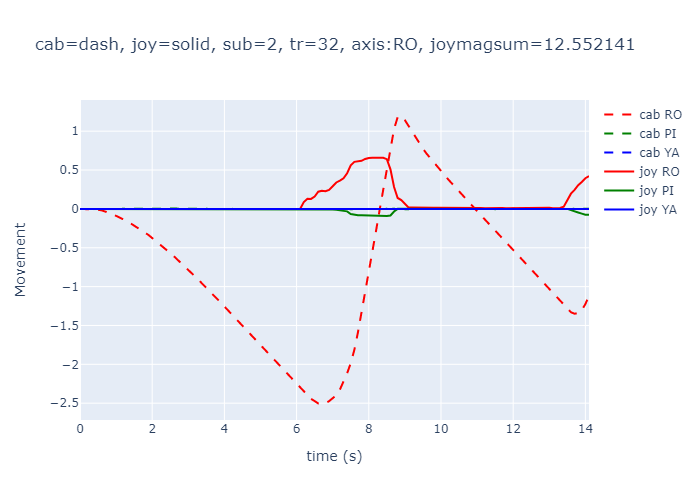 cab=dash, joy=solid, sub=2, tr=32, axis:RO, joymagsum=12.552141
cab RO
cab PI
cab YA
joy RO
joy PI
joy YA
Movement
1
0.5
0
−0.5
−1
−1.5
−2
−2.5
0 2 4 6 8 10 12 14
time (s)